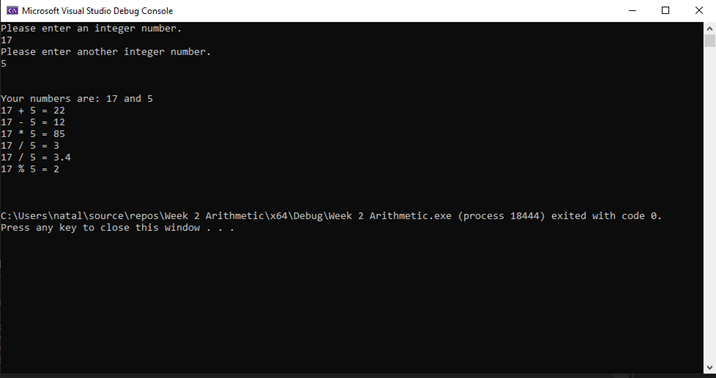 Microsoft Visual Studio Debug Console
Please enter an integer number.
17
Please enter another integer number.
5
Your numbers are: 17 and 5
17 + 5 = 22
17 - 5 = 12
17 * 5 = 85
17 / 5 = 3
17 / 5 = 3.4
17 % 5 = 2
C:\Users\natal\source\repos\Week 2 Arithmetic\x64\Debug\Week 2 Arithmetic.exe (process 18444) exited with code 0.
Press any key to close this window . . .